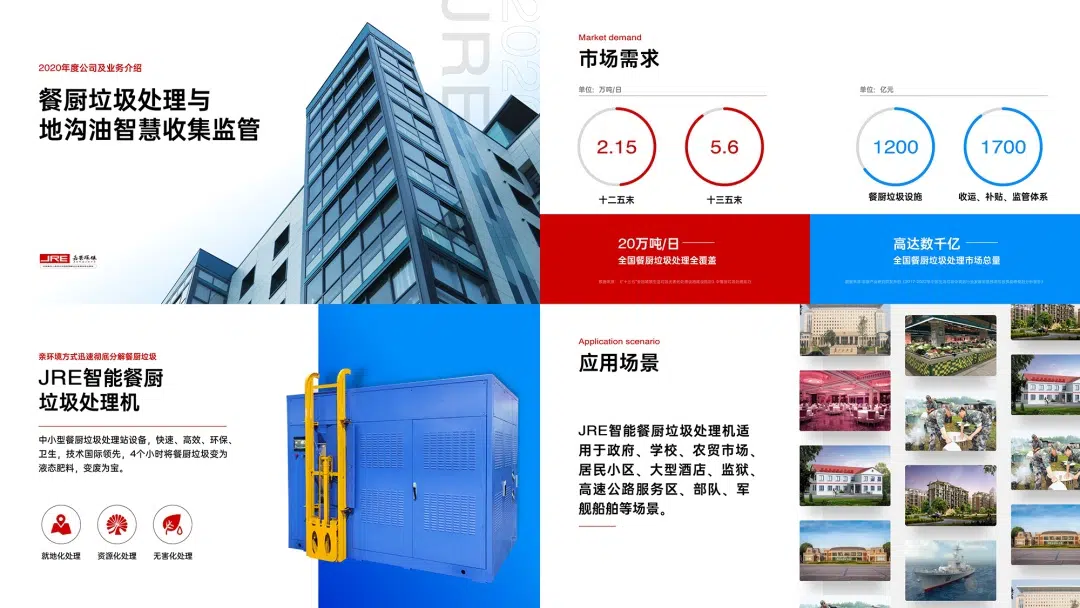 JRE
2020
2020年度公司及业务介绍
餐厨垃圾处理与
地沟油智慧收集监管
JRE
Market demand
市场需求
单位：万吨/日
2.15
5.6
十二五末
十三五末
单位：亿元
1200
1700
餐厨垃圾设施
收运、补贴、监管体系
20万吨/日
全国餐厨垃圾处理全覆盖
高达数千亿
全国餐厨垃圾处理市场总量
亲环境方式迅速彻底分解餐厨垃圾
JRE智能餐厨
垃圾处理机
中小型餐厨垃圾处理站设备，快速、高效、环保、
卫生，技术国际领先，4个小时将餐厨垃圾变为
液态肥料，变废为宝。
就地化处理
资源化处理
无害化处理
Application scenario
应用场景
JRE智能餐厨垃圾处理机适
用于政府、学校、农贸市场、
居民小区、大型酒店、监狱、
高速公路服务区、部队、军
舰船舶等场景。